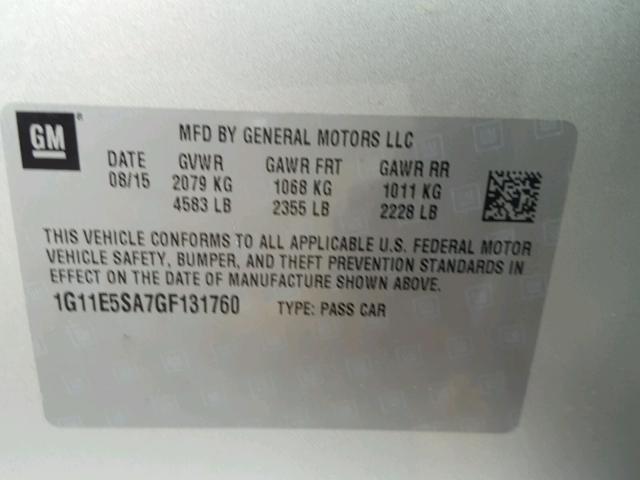 GM® MFD BY GENERAL MOTORS LLC
DATE GVWR GAWR FRT GAWR RR
08/15 2079 KG 1068 KG 1011 KG
4583 LB 2355 LB 2228 LB
THIS VEHICLE CONFORMS TO ALL APPLICABLE U.S. FEDERAL MOTOR
VEHICLE SAFETY, BUMPER, AND THEFT PREVENTION STANDARDS IN
EFFECT ON THE DATE OF MANUFACTURE SHOWN ABOVE.
1G11E5SA7GF131760 TYPE: PASS CAR